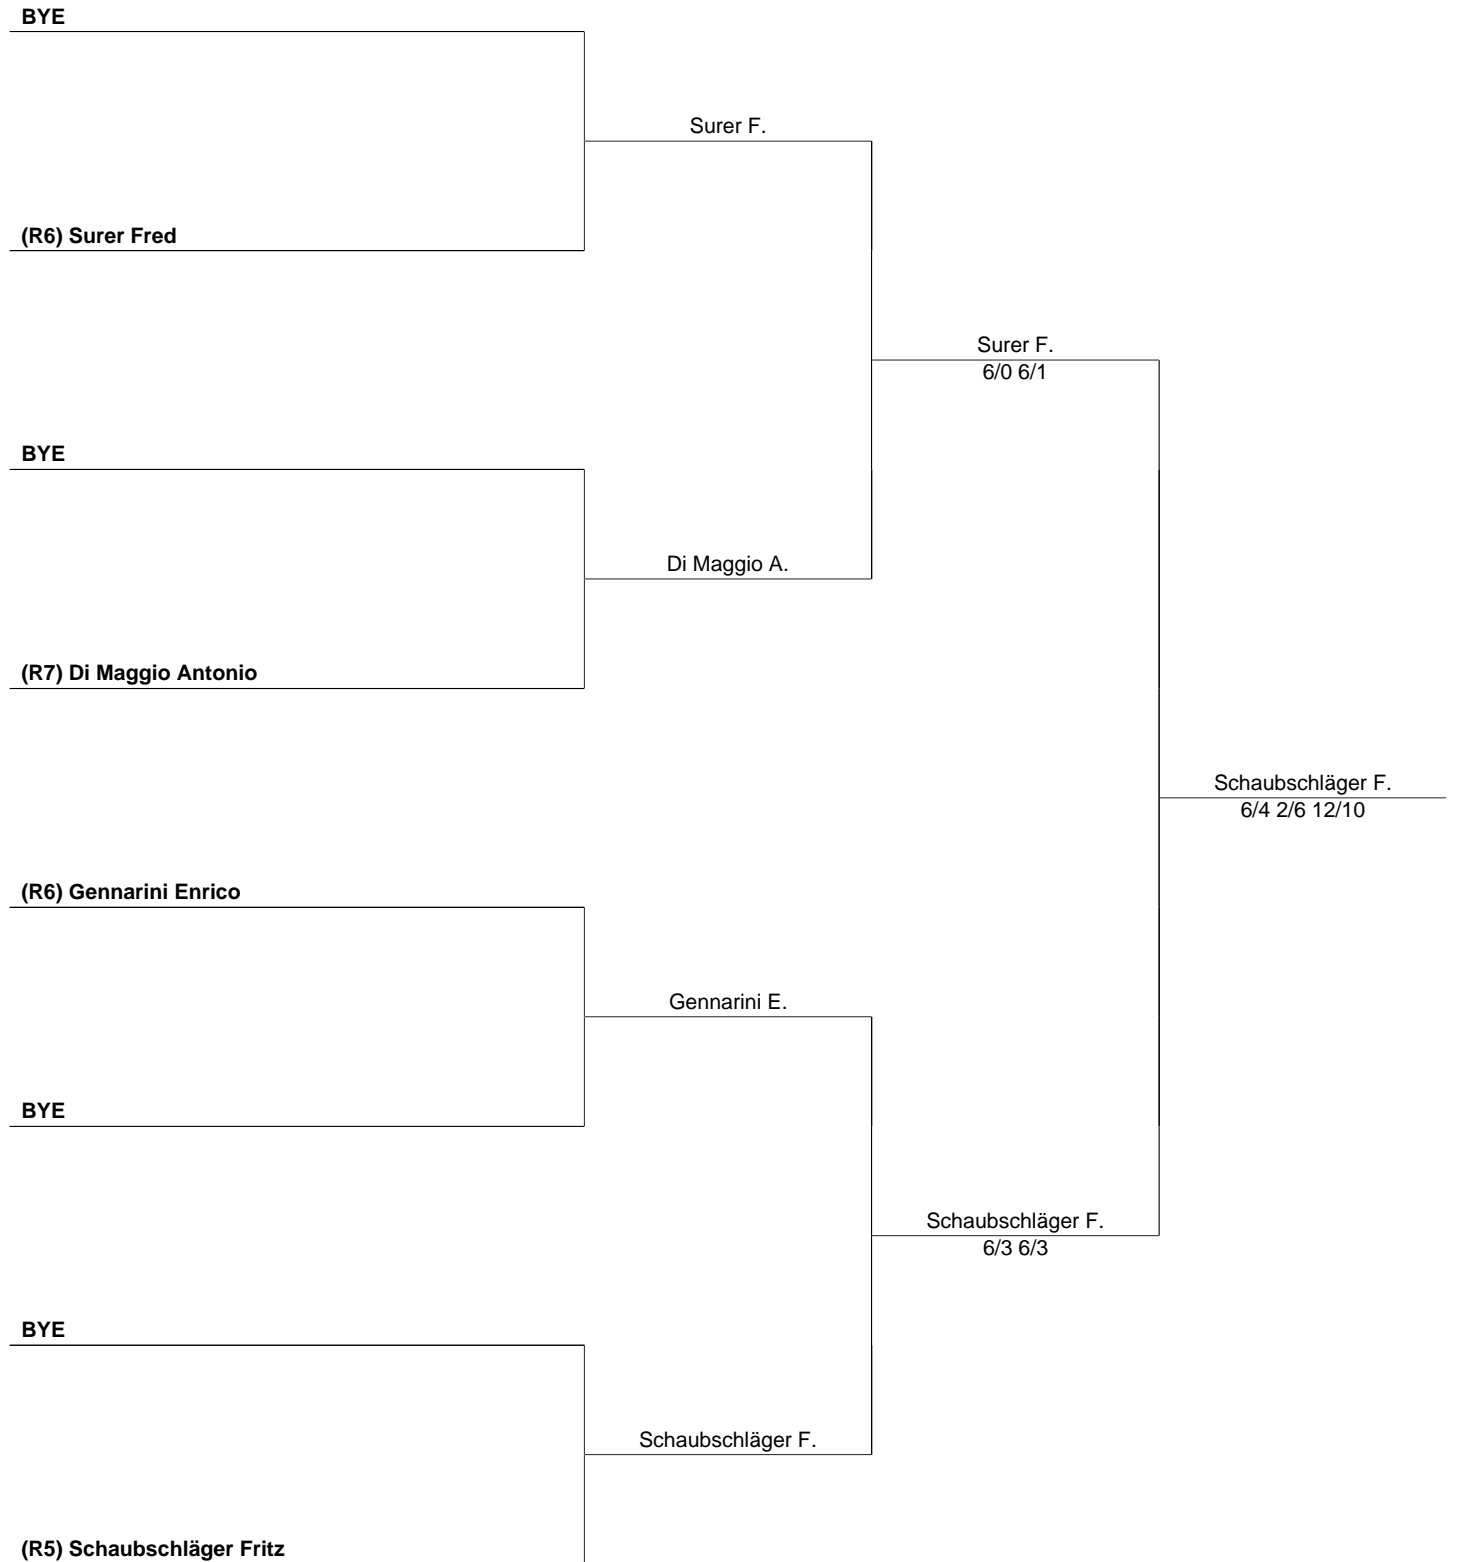 BYE
Surer F.
(R6) Surer Fred
Surer F.
6/0 6/1
BYE
Di Maggio A.
(R7) Di Maggio Antonio
Schaubschläger F.
6/4 2/6 12/10
(R6) Gennarini Enrico
Gennarini E.
BYE
Schaubschläger F.
6/3 6/3
BYE
Schaubschläger F.
(R5) Schaubschläger Fritz